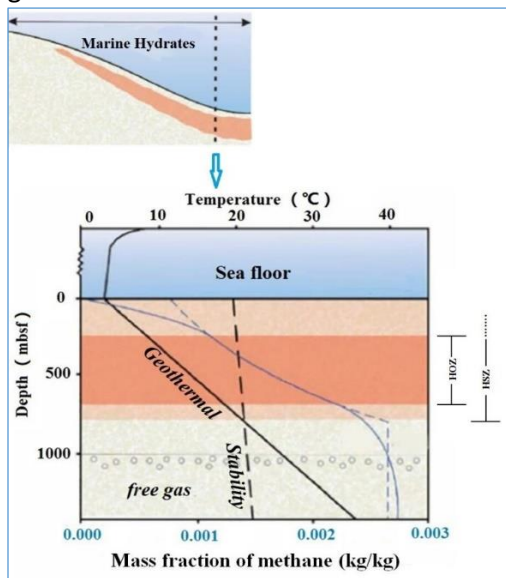 Marine Hydrates
Temperature (℃)
0 10 20 30 40
Sea floor
0
500
1000
Depth ( mbsf )
Geothermal
Stability
free gas
HOZ
HSZ
0.000 0.001 0.002 0.003
Mass fraction of methane (kg/kg)